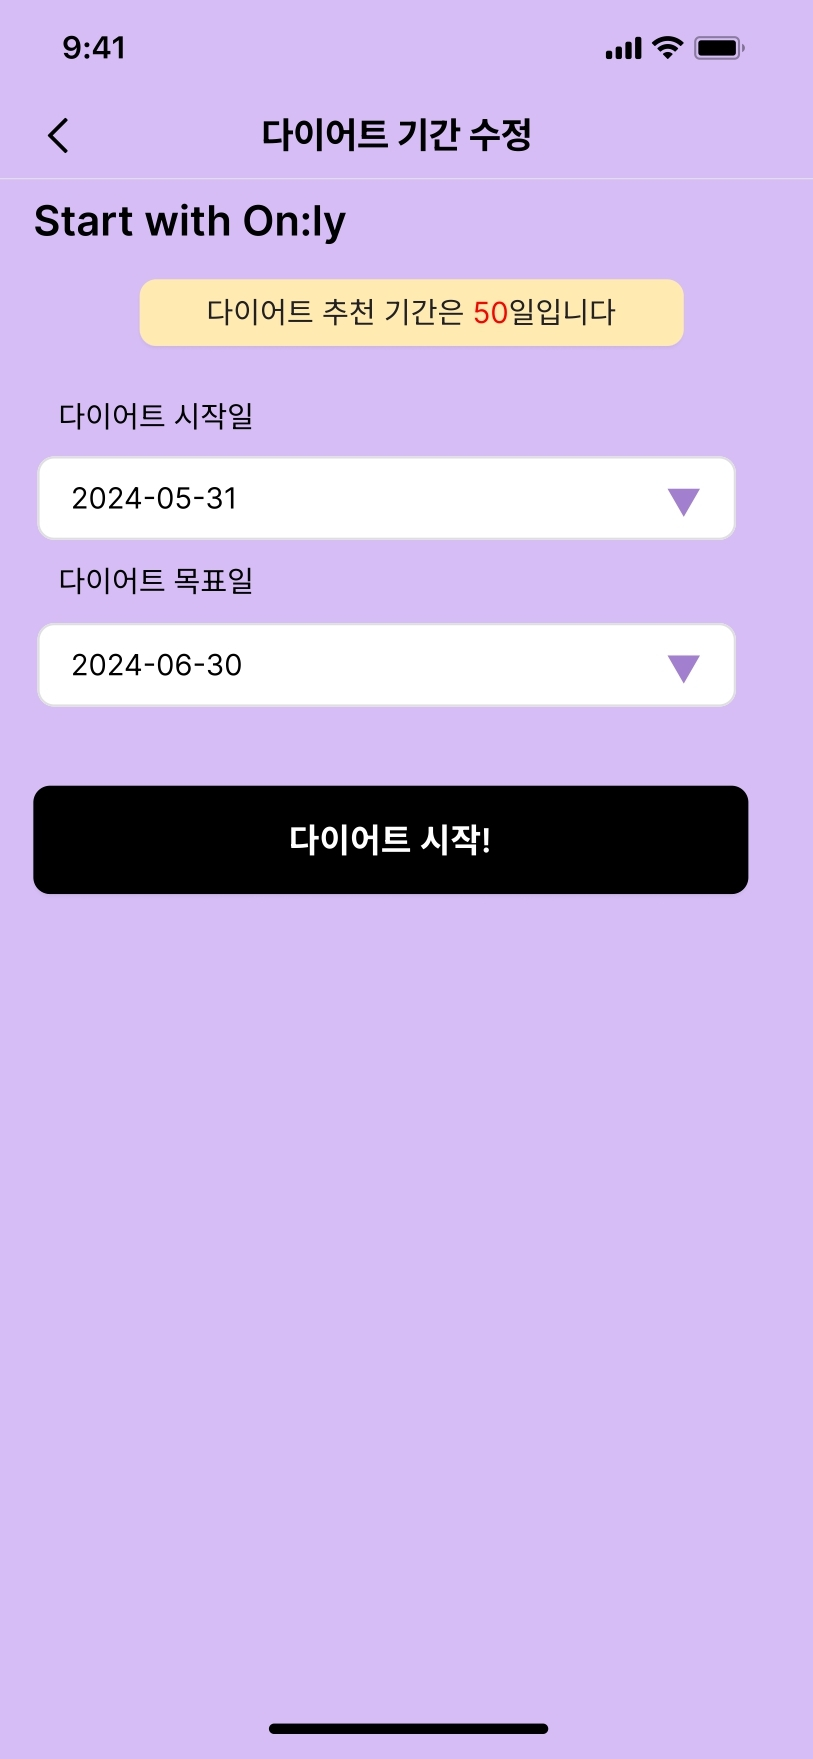 9:41
다이어트 기간 수정
Start with On:ly
다이어트 추천 기간은 50일입니다
다이어트 시작일
2024-05-31
다이어트 목표일
2024-06-30
다이어트 시작!